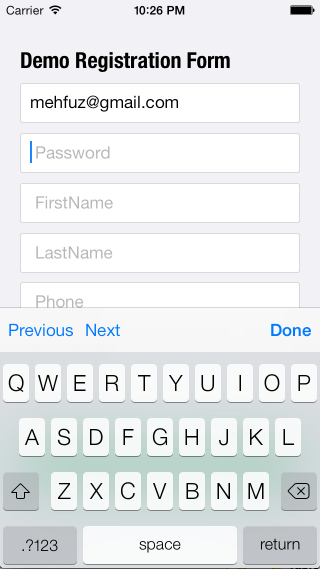 Carrier 10:26 PM
Demo Registration Form
mehfuz@gmail.com
Password
FirstName
LastName
Phone
Previous Next Done
Q W E R T Y U I O P
A S D F G H J K L
Z X C V B N M
.?123 space return